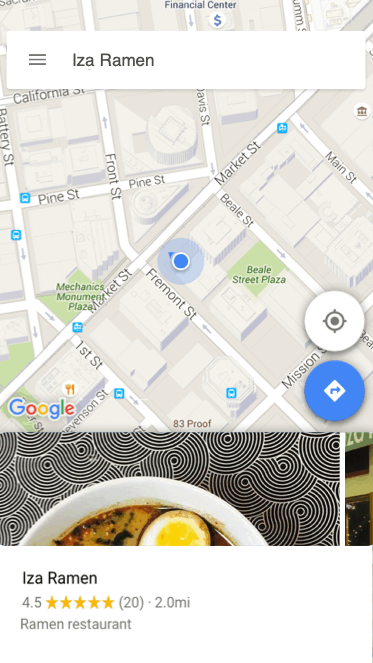 Financial Center
Iza Ramen
California St
Battery St
Front St
Davis St
Market St
Main St
Pine St
Pine St
Beale St
Mechanics
Monument
Plaza
Market St
Fremont St
Beale
Street Plaza
1st St
Mission St
Google
83 Proof
Iza Ramen
4.5 ★★★★★ (20) · 2.0mi
Ramen restaurant